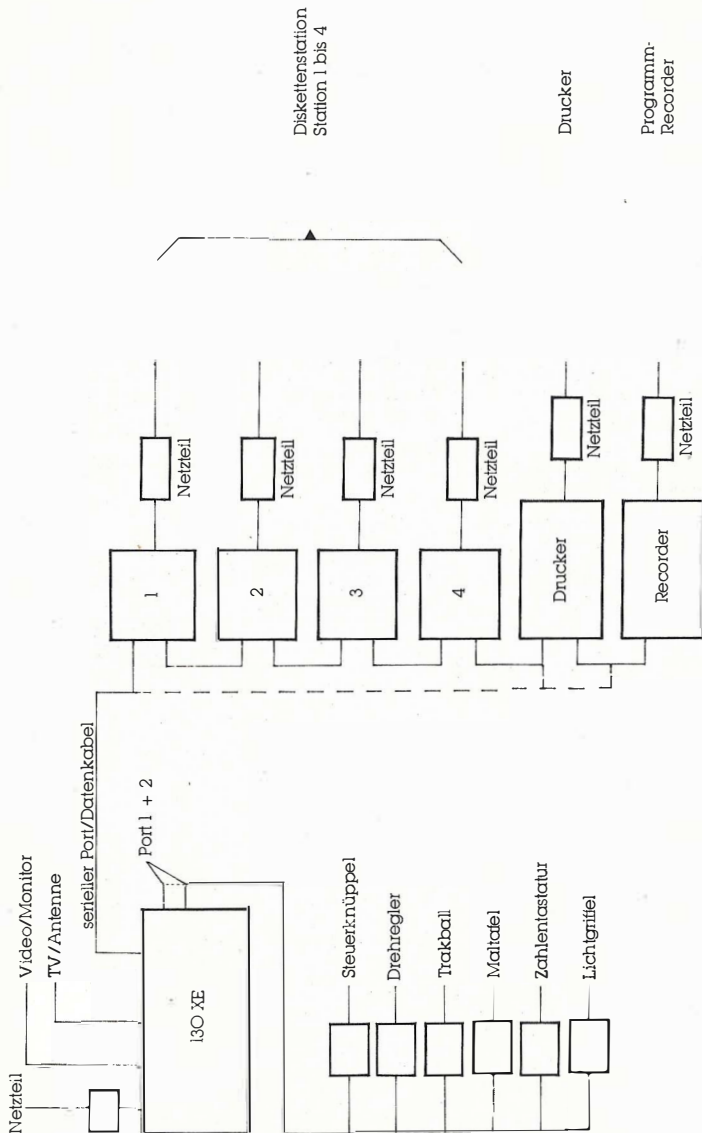 Netzteil
Video/Monitor
TV/Antenne
serieller Port/Datenkabel
130 XE
Port 1 + 2
Steuerknüppel
Drehregler
Trakball
Maltafel
Zahlentastatur
Lichtgriffel
1
Netzteil
2
Netzteil
3
Netzteil
4
Netzteil
Drucker
Netzteil
Recorder
Netzteil
Diskettenstation
Station 1 bis 4
Drucker
Programm-
Recorder